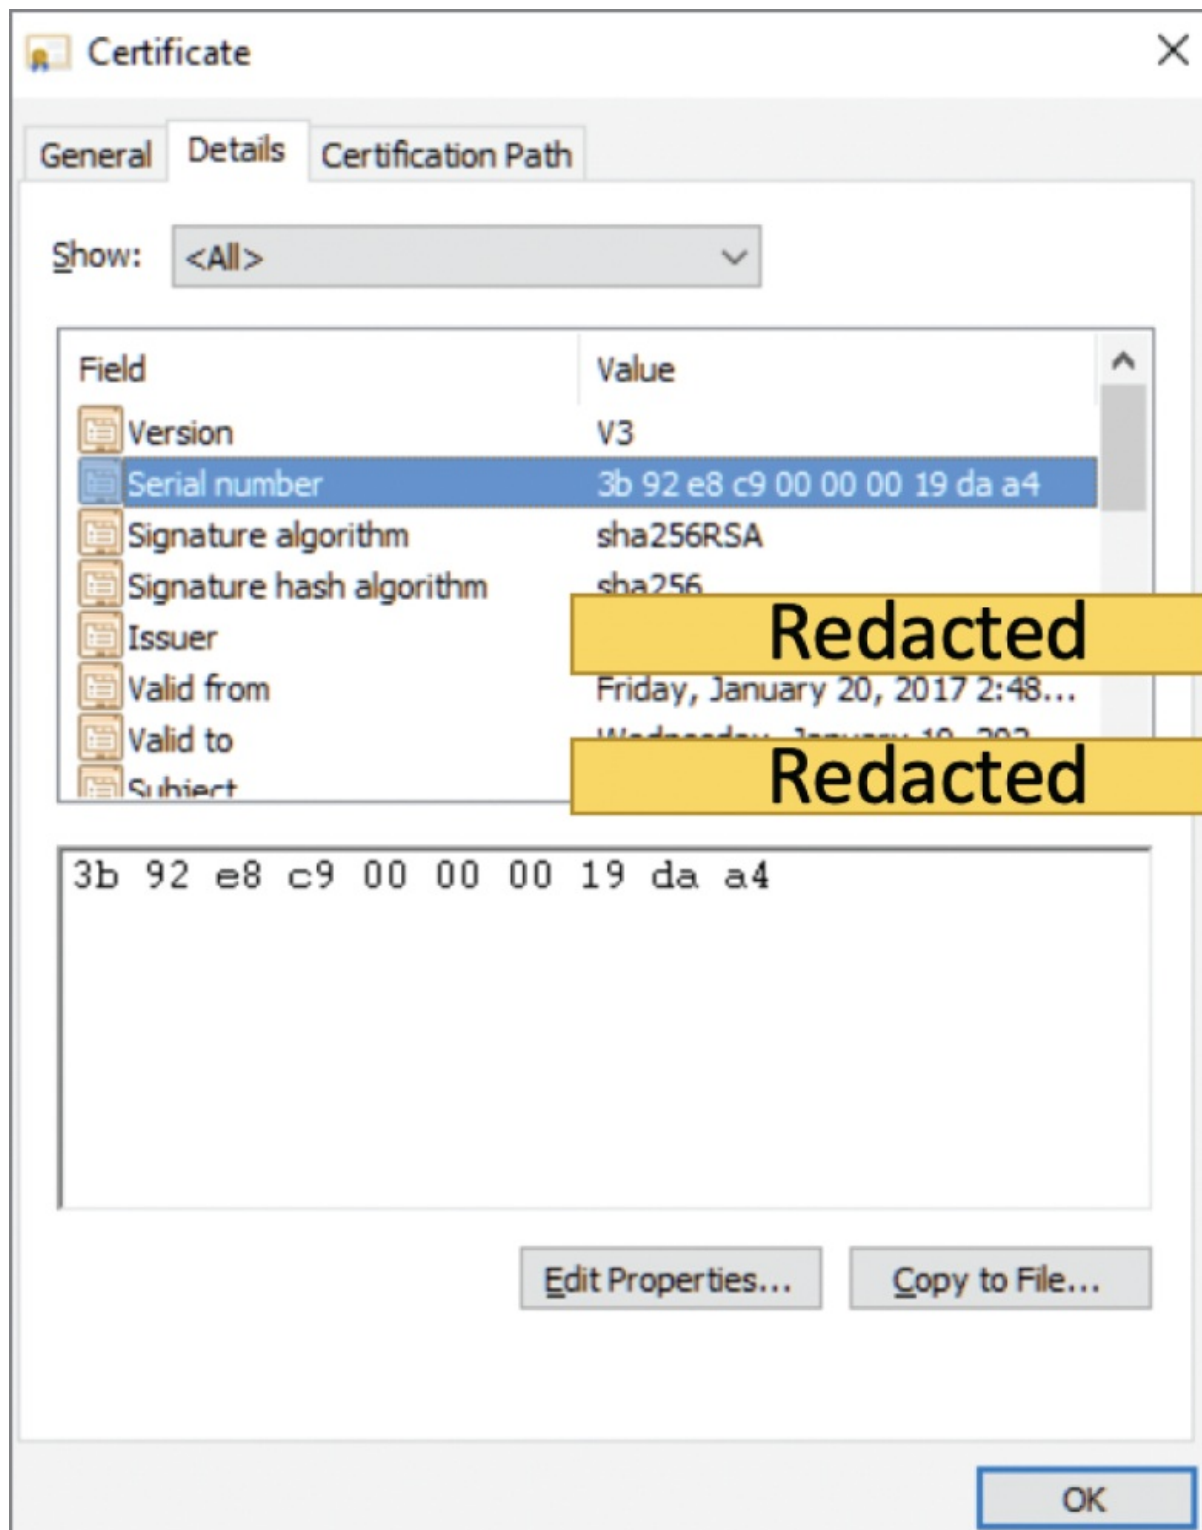 Certificate
General Details Certification Path
Show: <All>
Field Value
Version V3
Serial number 3b 92 e8 c9 00 00 00 19 da a4
Signature algorithm sha256RSA
Signature hash algorithm sha256
Issuer Redacted
Valid from Friday, January 20, 2017 2:48...
Valid to
Subject Redacted
3b 92 e8 c9 00 00 00 19 da a4
Edit Properties... Copy to File...
OK